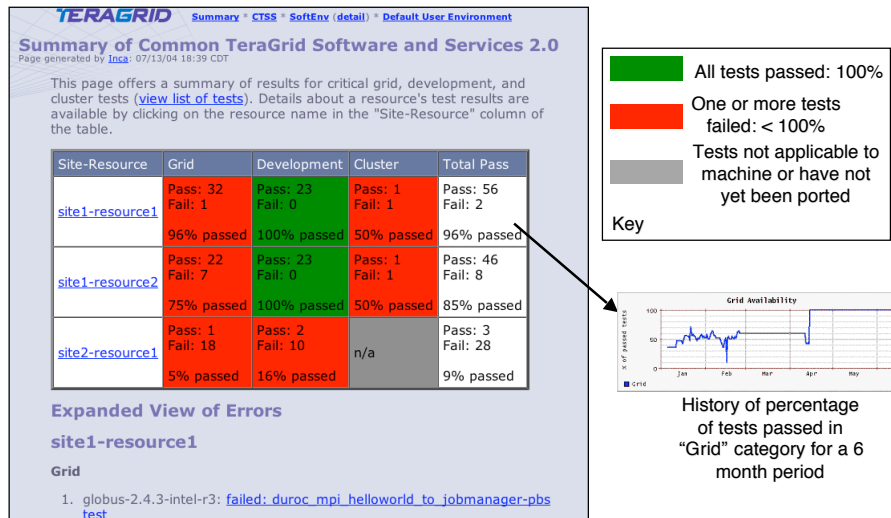 TERAGRID Summary * CTSS * SoftEnv (detail) * Default User Environment
Summary of Common TeraGrid Software and Services 2.0
Page generated by Inca: 07/13/04 18:39 CDT
This page offers a summary of results for critical grid, development, and
cluster tests (view list of tests). Details about a resource's test results are
available by clicking on the resource name in the "Site-Resource" column of
the table.
Site-Resource Grid Development Cluster Total Pass
site1-resource1
Pass: 32
Fail: 1
96% passed
Pass: 23
Fail: 0
100% passed
Pass: 1
Fail: 1
50% passed
Pass: 56
Fail: 2
96% passed
site1-resource2
Pass: 22
Fail: 7
75% passed
Pass: 23
Fail: 0
100% passed
Pass: 1
Fail: 1
50% passed
Pass: 46
Fail: 8
85% passed
site2-resource1
Pass: 1
Fail: 18
5% passed
Pass: 2
Fail: 10
16% passed
n/a
Pass: 3
Fail: 28
9% passed
Expanded View of Errors
site1-resource1
Grid
1. globus-2.4.3-intel-r3: failed: duroc_mpi_helloworld_to_jobmanager-pbs
test
All tests passed: 100%
One or more tests
failed: < 100%
Tests not applicable to
machine or have not
yet been ported
Key
Grid Availability
% of passed tests
100
50
0
Jan Feb Mar Apr May
Grid
History of percentage
of tests passed in
“Grid” category for a 6
month period